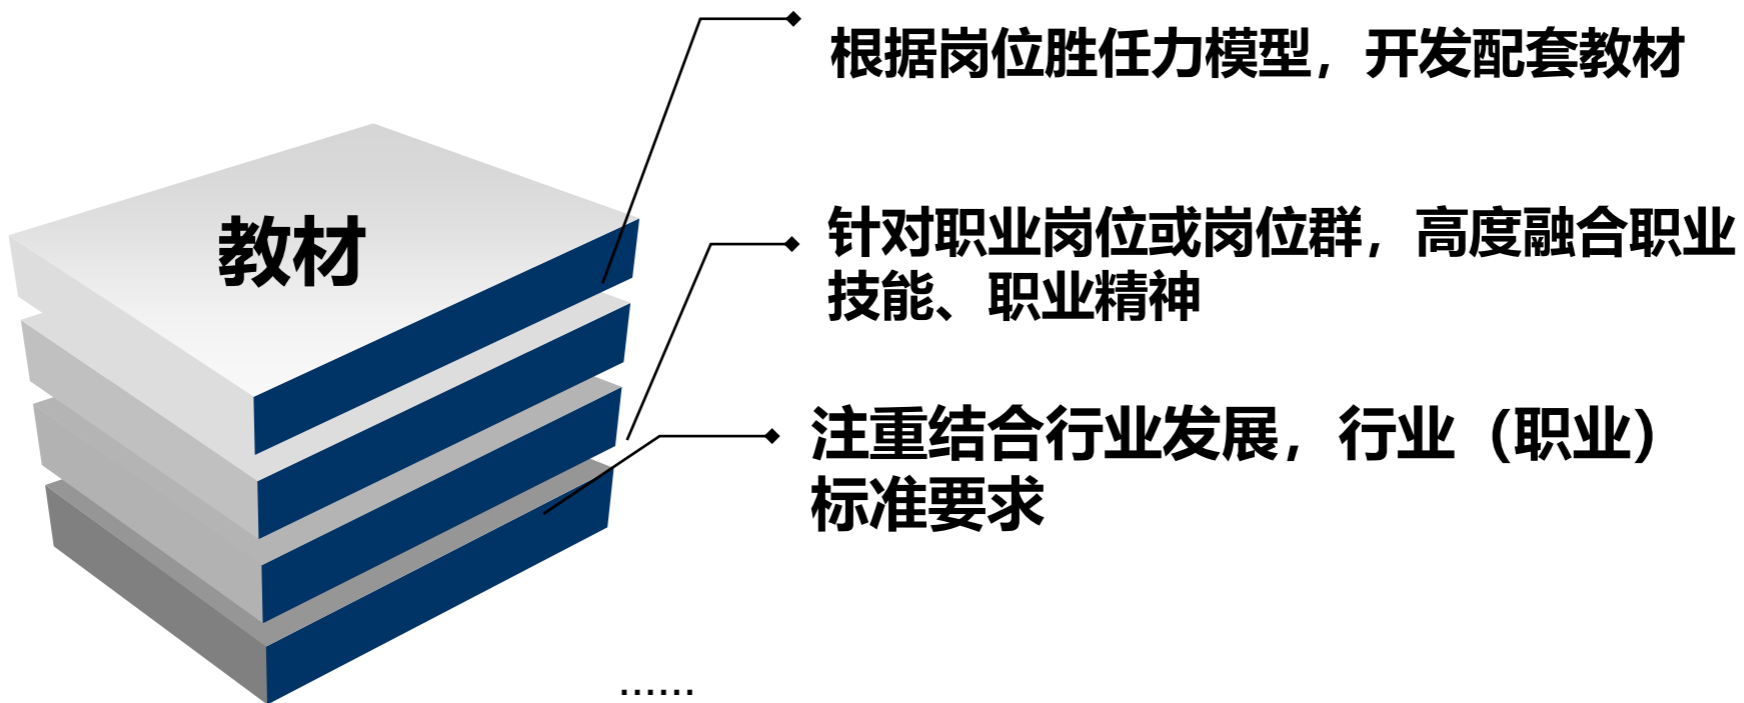 根据岗位胜任力模型，开发配套教材
教材
针对职业岗位或岗位群，高度融合职业
技能、职业精神
注重结合行业发展，行业（职业）
标准要求
……